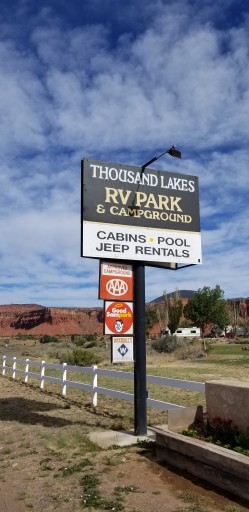 THOUSAND LAKES
RV PARK
& CAMPGROUND
CABINS • POOL
JEEP RENTALS
AAA
Good Sam park